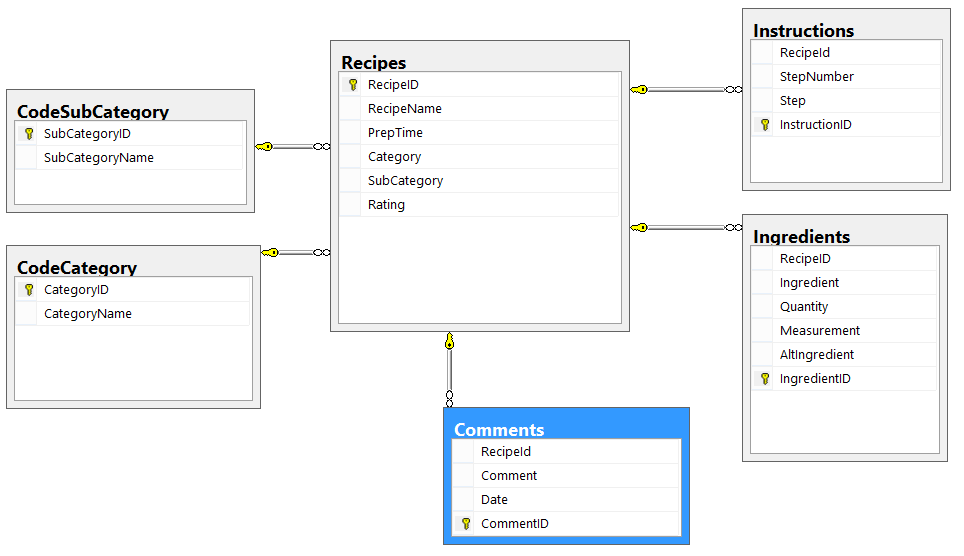 CodeSubCategory
SubCategoryID
SubCategoryName
CodeCategory
CategoryID
CategoryName
Recipes
RecipeID
RecipeName
PrepTime
Category
SubCategory
Rating
Comments
RecipeId
Comment
Date
CommentID
Instructions
RecipeId
StepNumber
Step
InstructionID
Ingredients
RecipeID
Ingredient
Quantity
Measurement
AltIngredient
IngredientID